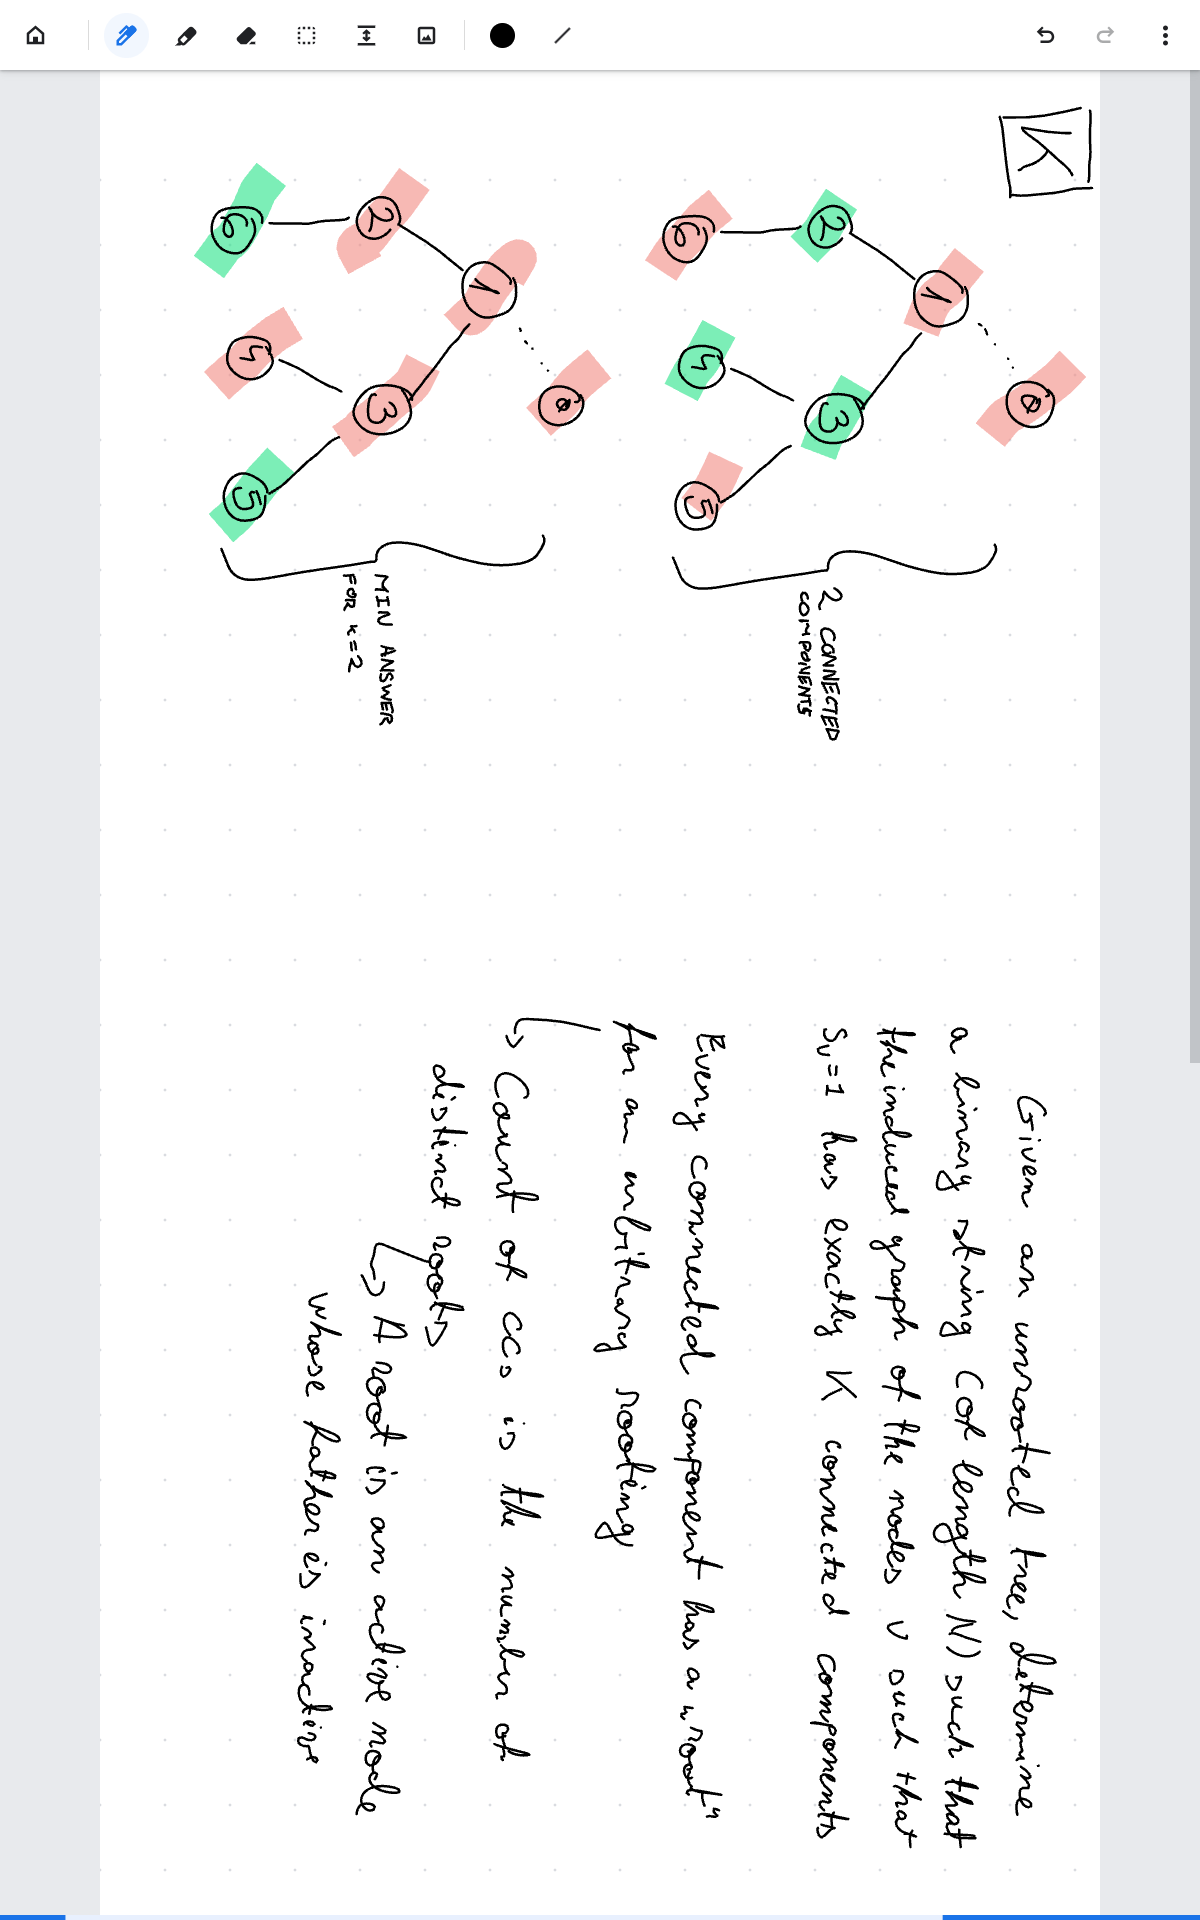 K
0
1
2
3
6
4
5
2 CONNECTED
COMPONENTS
0
1
2
3
6
4
5
MIN ANSWER
FOR K=2
Given an unrooted tree, determine
a binary string (of length N) such that
the induced graph of the nodes v such that
Sv=1 has exactly K connected components
Every connected component has a "root"
for an arbitrary rooting
↳ Count of CCs is the number of
distinct roots
↳ A root is an active node
whose father is inactive